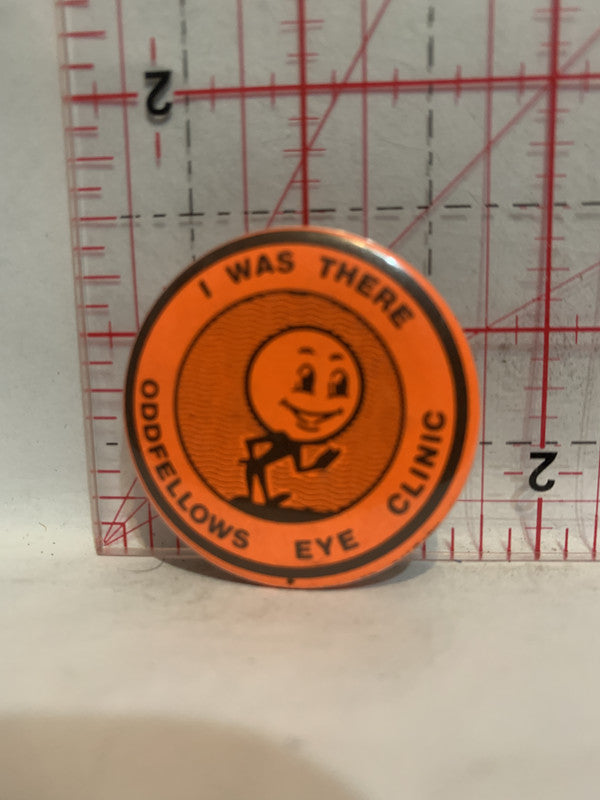 2
I WAS THERE
ODDFELLOWS EYE CLINIC
2